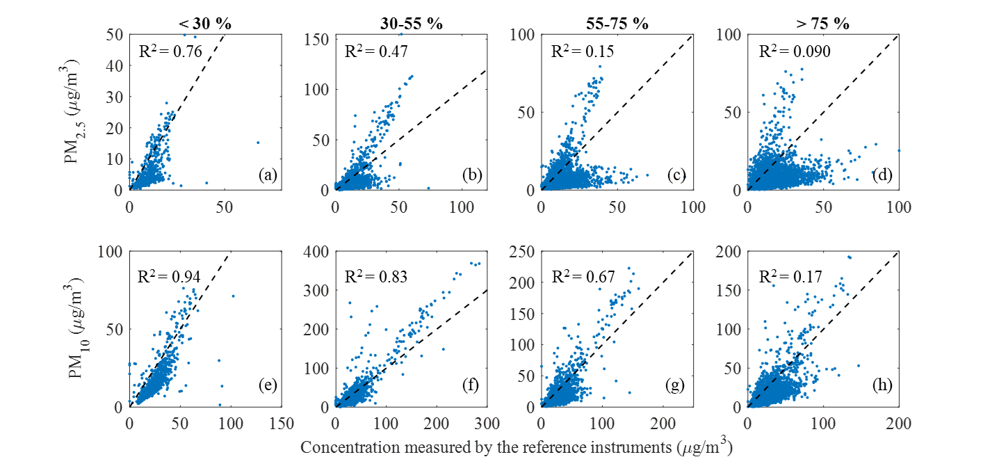 < 30 %
30-55 %
55-75 %
> 75 %
PM2.5 (μg/m3)
50
40
30
20
10
0
R2 = 0.76
(a)
0
50
150
100
50
0
R2 = 0.47
(b)
0
50
100
100
50
0
R2 = 0.15
(c)
0
50
100
100
50
0
R2 = 0.090
(d)
0
50
100
PM10 (μg/m3)
100
50
0
R2 = 0.94
(e)
0
50
100
150
400
300
200
100
0
R2 = 0.83
(f)
0
100
200
300
250
200
150
100
50
0
R2 = 0.67
(g)
0
100
200
200
150
100
50
0
R2 = 0.17
(h)
0
100
200
Concentration measured by the reference instruments (μg/m3)